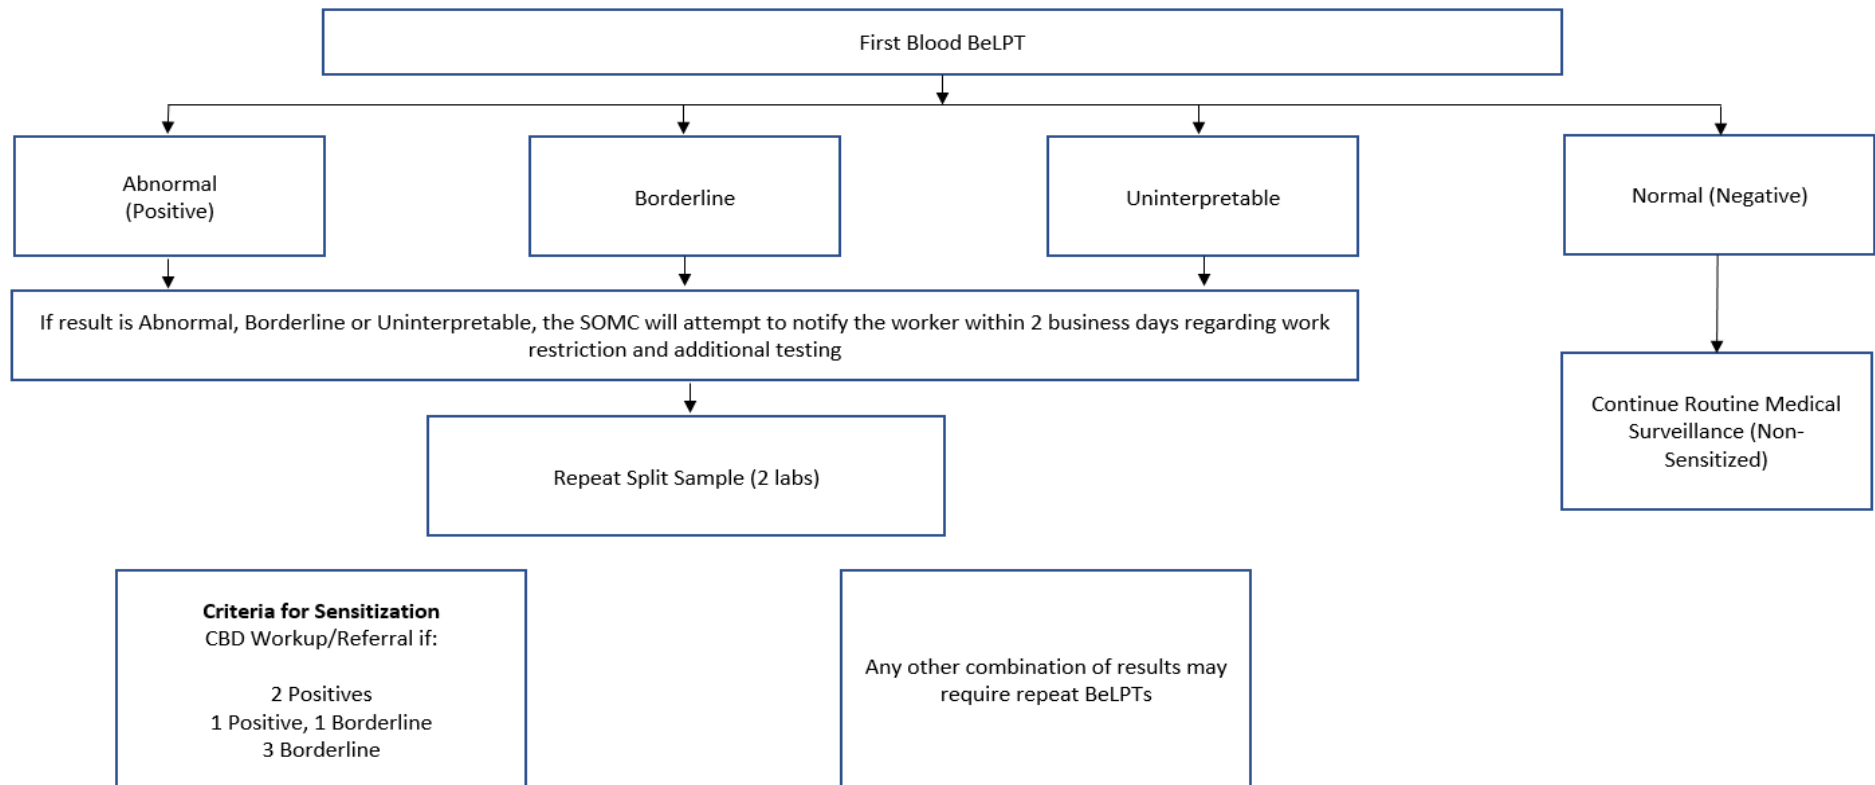 First Blood BeLPT
Abnormal
(Positive)
Borderline
Uninterpretable
Normal (Negative)
If result is Abnormal, Borderline or Uninterpretable, the SOMC will attempt to notify the worker within 2 business days regarding work
restriction and additional testing
Continue Routine Medical
Surveillance (Non-
Sensitized)
Repeat Split Sample (2 labs)
Criteria for Sensitization
CBD Workup/Referral if:
2 Positives
1 Positive, 1 Borderline
3 Borderline
Any other combination of results may
require repeat BeLPTs